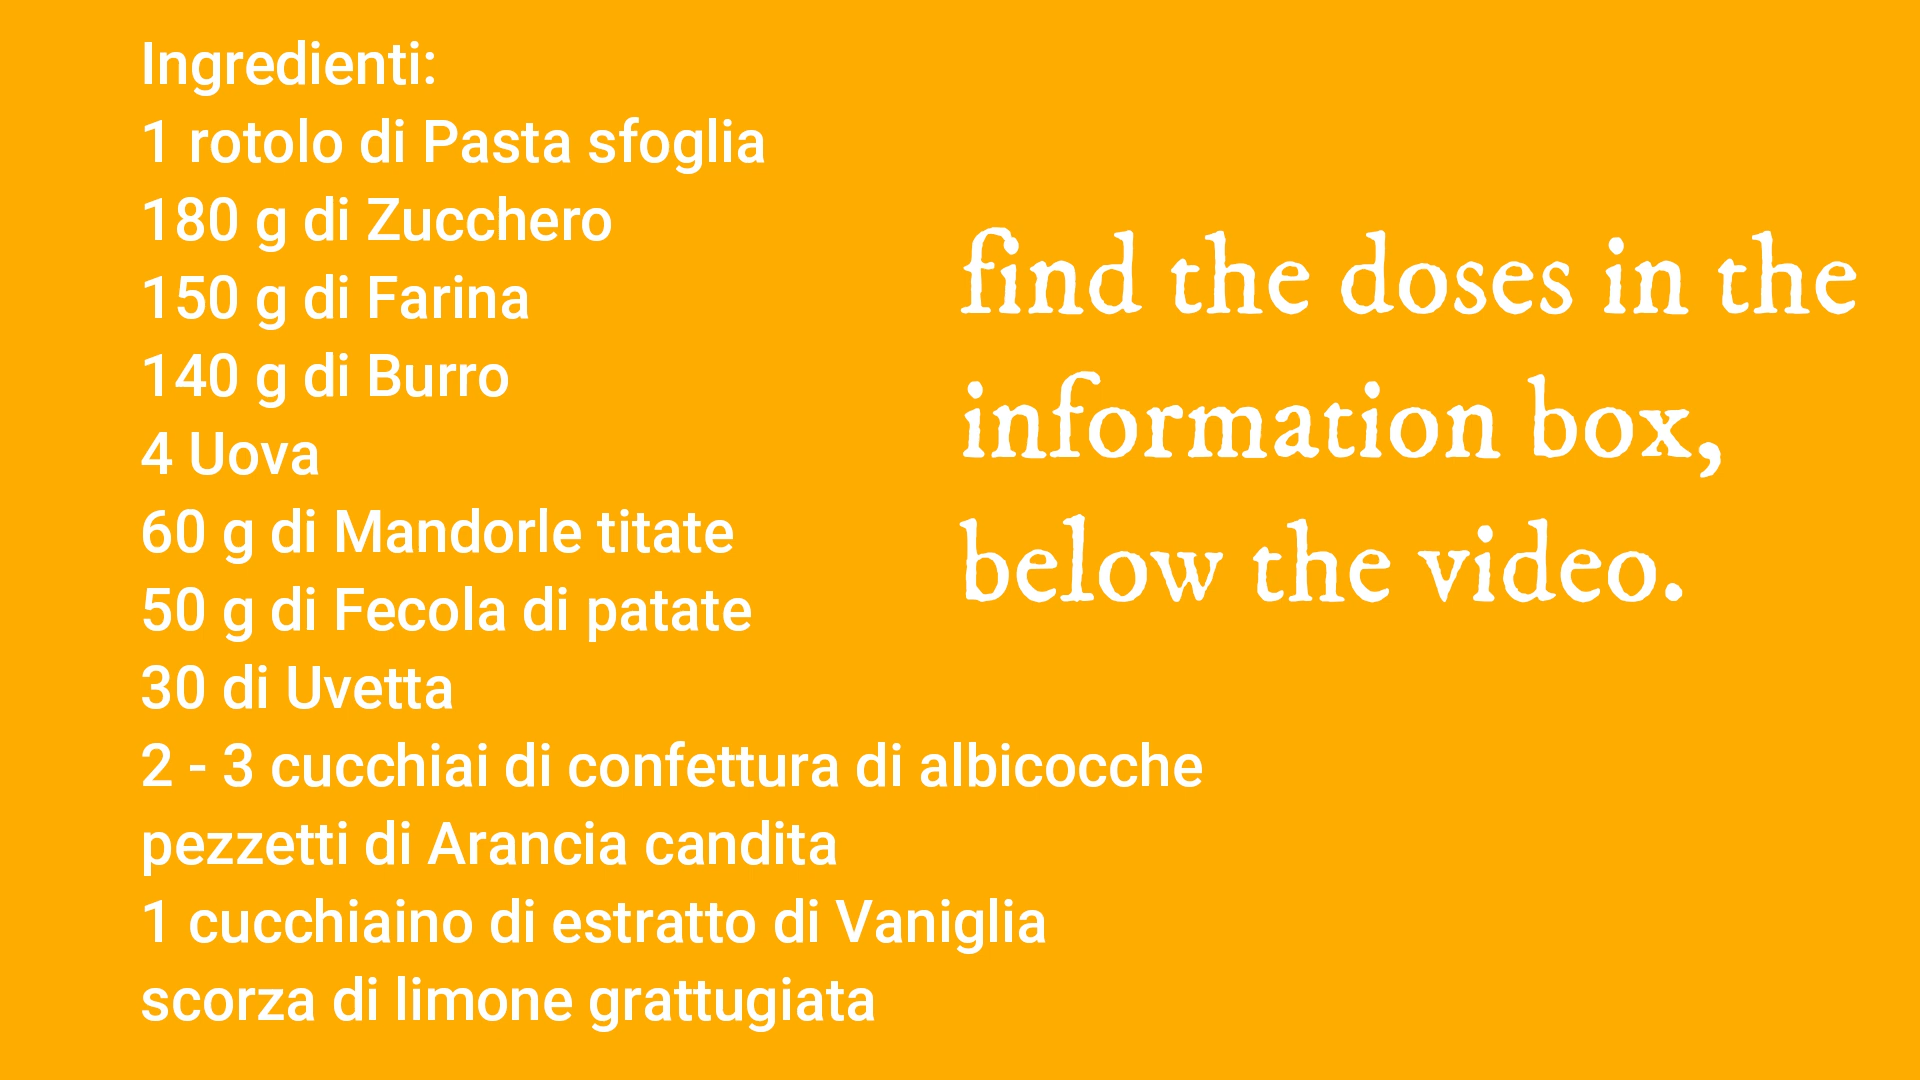 Ingredienti:
1 rotolo di Pasta sfoglia
180 g di Zucchero
150 g di Farina
140 g di Burro
4 Uova
60 g di Mandorle titate
50 g di Fecola di patate
30 di Uvetta
2 - 3 cucchiai di confettura di albicocche
pezzetti di Arancia candita
1 cucchiaino di estratto di Vaniglia
scorza di limone grattugiata
find the doses in the
information box,
below the video.